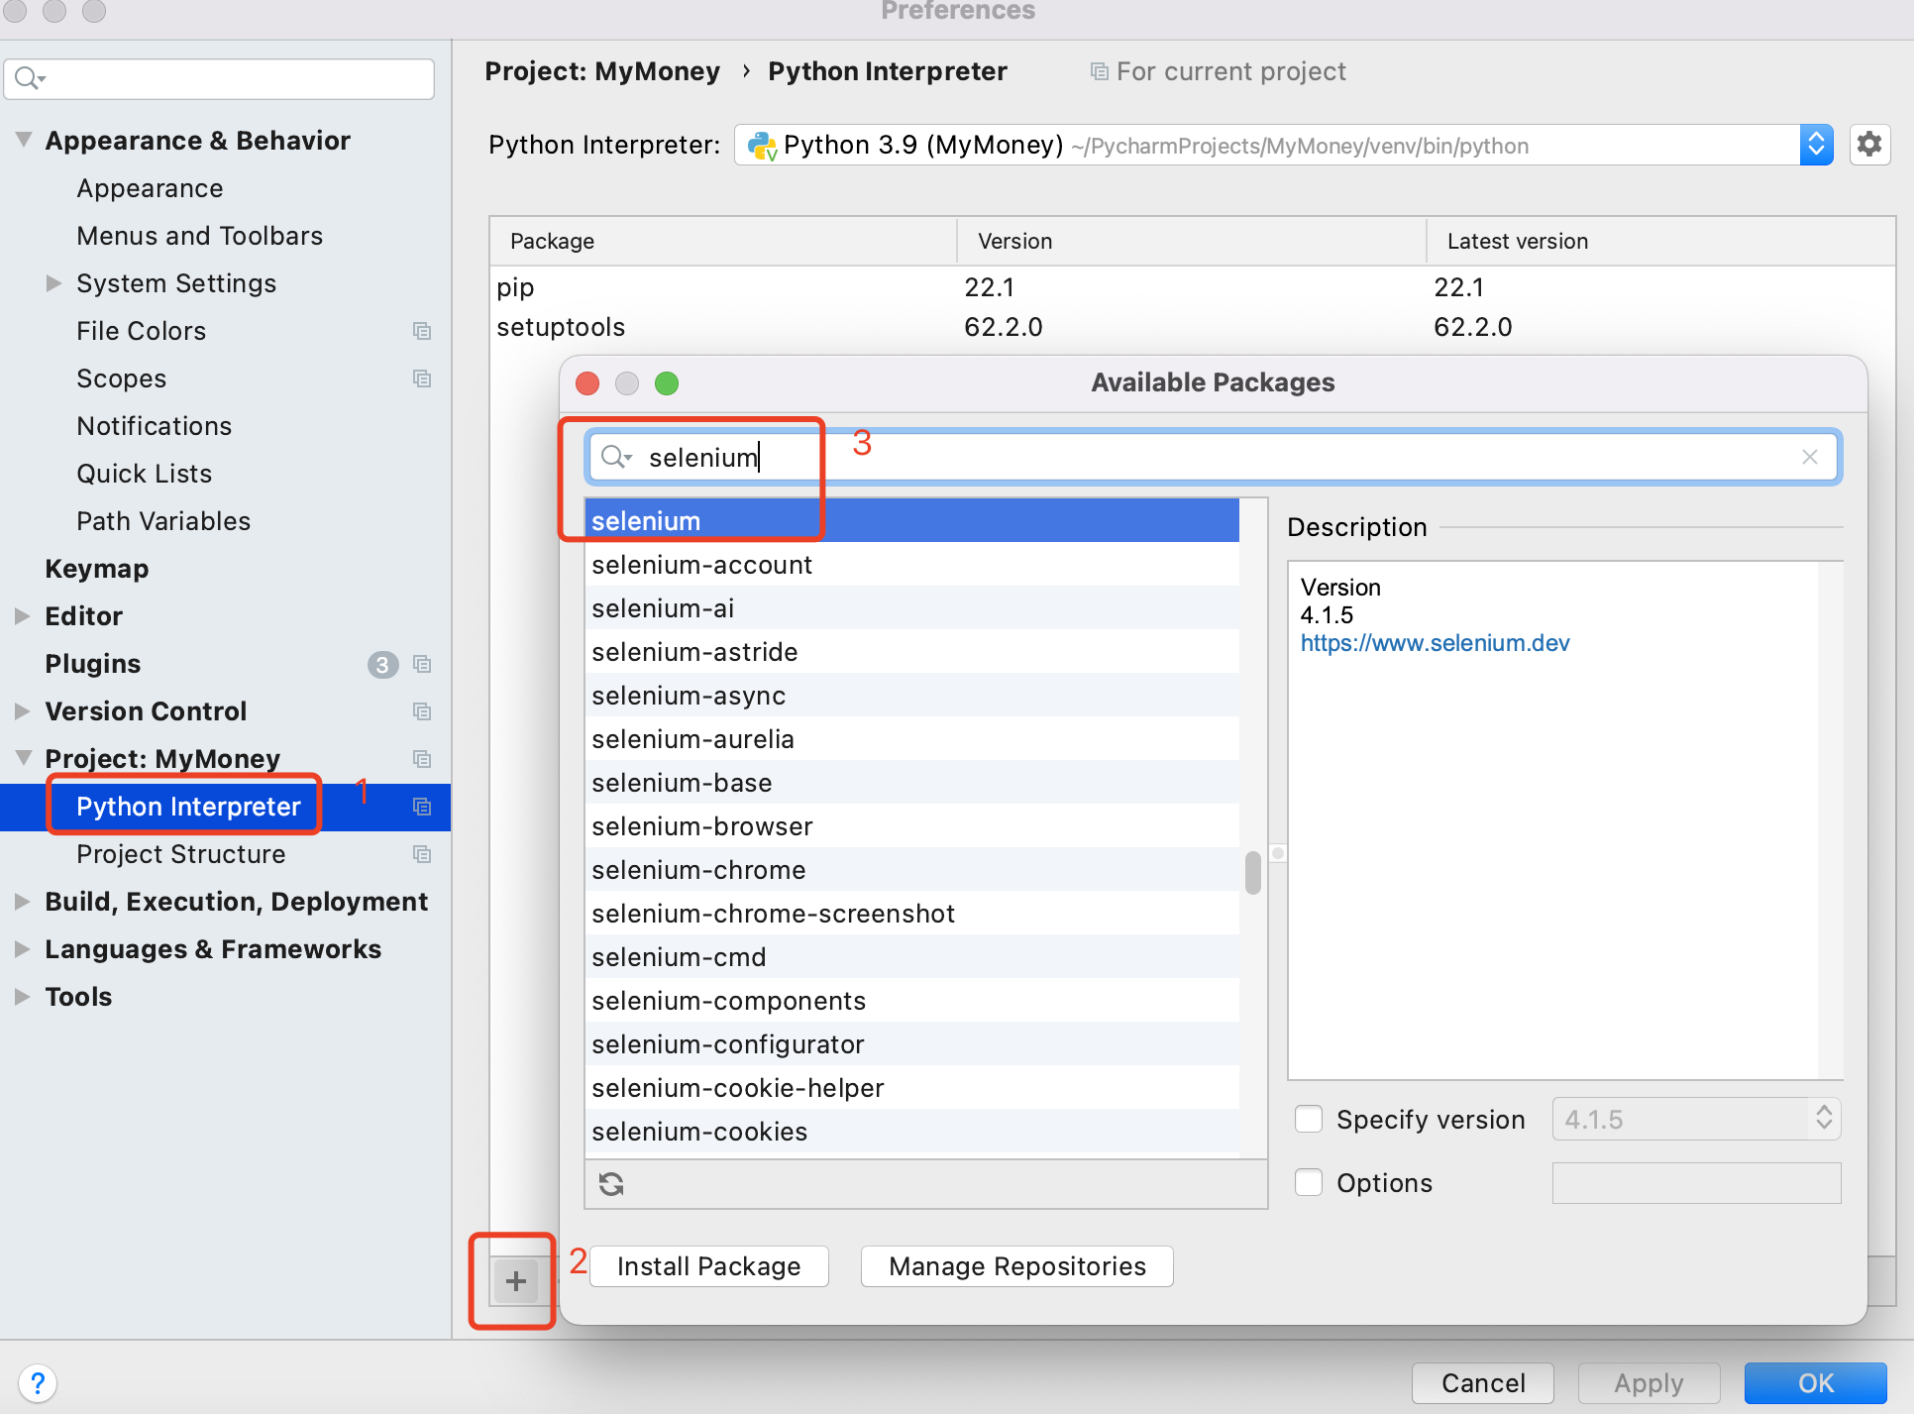 Preferences
Project: MyMoney › Python Interpreter For current project
Python Interpreter: Python 3.9 (MyMoney) ~/PycharmProjects/MyMoney/venv/bin/python
Appearance & Behavior
Appearance
Menus and Toolbars
System Settings
File Colors
Scopes
Notifications
Quick Lists
Path Variables
Keymap
Editor
Plugins 3
Version Control
Project: MyMoney
Python Interpreter 1
Project Structure
Build, Execution, Deployment
Languages & Frameworks
Tools
Package Version Latest version
pip 22.1 22.1
setuptools 62.2.0 62.2.0
Available Packages
selenium 3
selenium
selenium-account
selenium-ai
selenium-astride
selenium-async
selenium-aurelia
selenium-base
selenium-browser
selenium-chrome
selenium-chrome-screenshot
selenium-cmd
selenium-components
selenium-configurator
selenium-cookie-helper
selenium-cookies
Description
Version
4.1.5
https://www.selenium.dev
Specify version 4.1.5
Options
+ 2 Install Package Manage Repositories
? Cancel Apply OK